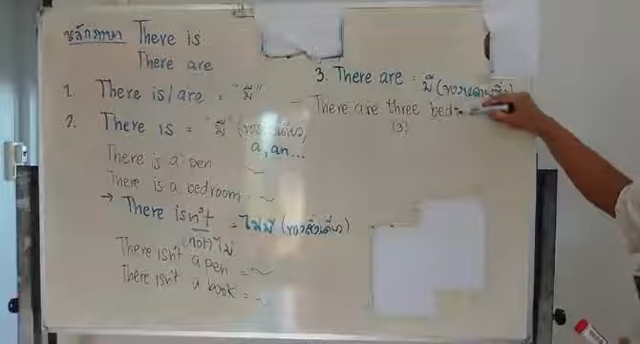 หลักภาษา There is
There are
1. There is/are = "มี"
2. There is = "มี" (ของสิ่งเดียว)
a, an...
There is a pen
There is a bedroom = ~
→ There isn't = ไม่มี (ของสิ่งเดียว)
(not) ไม่
There isn't a pen = ~
There isn't a book = ~
3. There are = มี (ของหลายสิ่ง)
- There are three bed
(3)